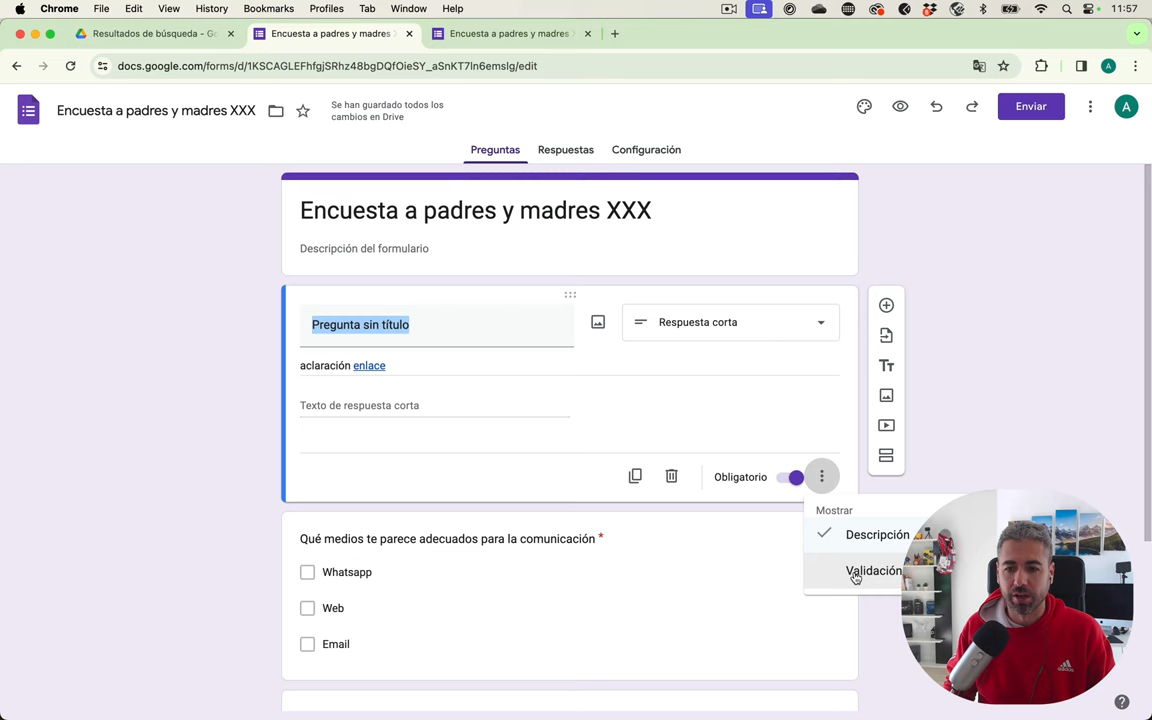 Chrome File Edit View History Bookmarks Profiles Tab Window Help 11:57
Resultados de búsqueda - Go
Encuesta a padres y madres
Encuesta a padres y madres
docs.google.com/forms/d/1KSCAGLEFhfgjSRhz48bgDQfOieSY_aSnKT7ln6emslg/edit
A
Encuesta a padres y madres XXX
Se han guardado todos los
cambios en Drive
Enviar
A
Preguntas Respuestas Configuración
Encuesta a padres y madres XXX
Descripción del formulario
Pregunta sin título
Respuesta corta
aclaración enlace
Texto de respuesta corta
Obligatorio
Mostrar
Descripción
Validación
Qué medios te parece adecuados para la comunicación *
Whatsapp
Web
Email
adidas